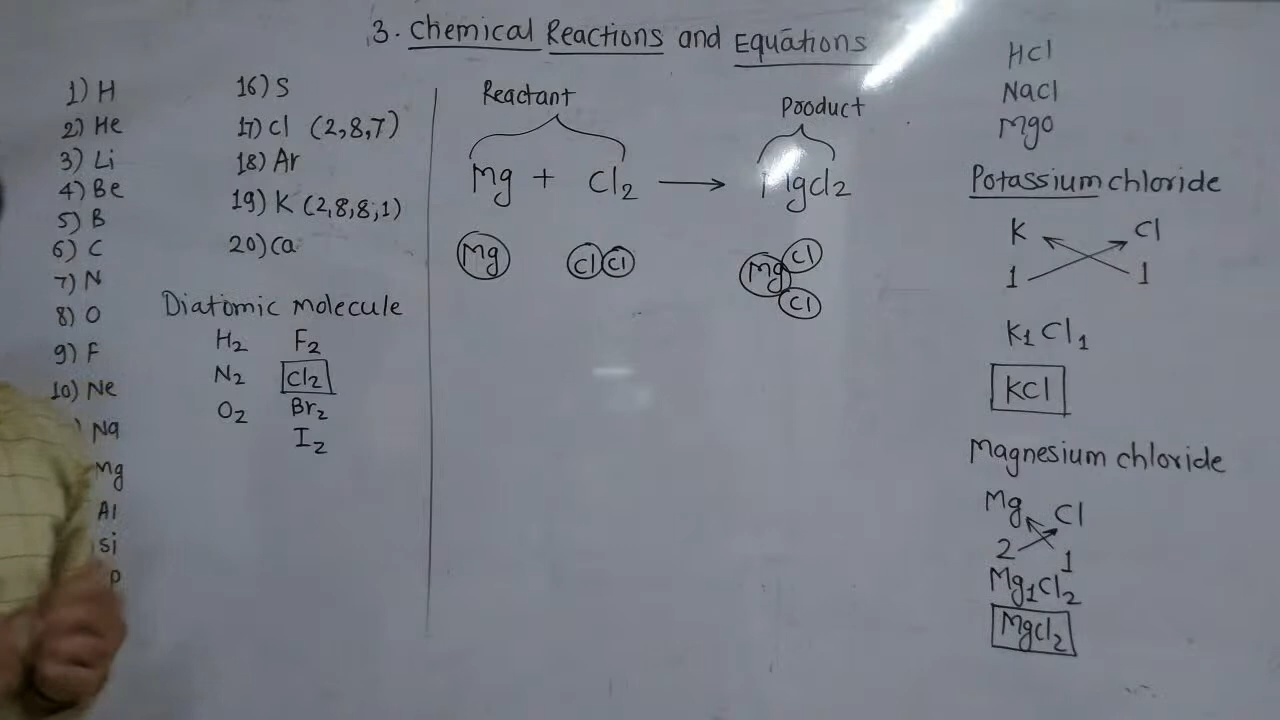 3. Chemical Reactions and Equations
1) H
2) He
3) Li
4) Be
5) B
6) C
7) N
8) O
9) F
10) Ne
) Na
Mg
Al
Si
P
16) S
17) Cl (2,8,7)
18) Ar
19) K (2,8,8,1)
20) Ca
Diatomic molecule
H2 F2
N2 Cl2
O2 Br2
I2
Reactant Product
Mg + Cl2 → MgCl2
Mg Cl Cl Mg Cl Cl
HCl
NaCl
MgO
Potassium chloride
K Cl
1 1
K1Cl1
KCl
Magnesium chloride
Mg Cl
2 1
Mg1Cl2
MgCl2